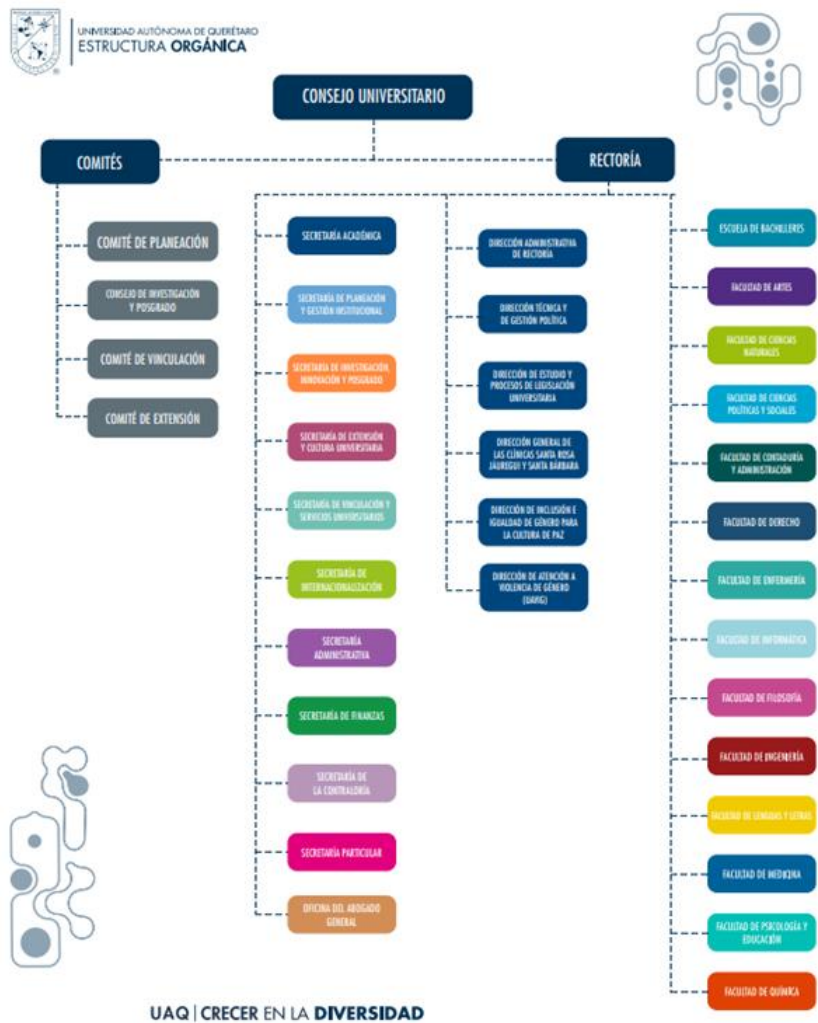 UNIVERSIDAD AUTÓNOMA DE QUERÉTARO
ESTRUCTURA ORGÁNICA
CONSEJO UNIVERSITARIO
COMITÉS
RECTORÍA
COMITÉ DE PLANEACIÓN
CONSEJO DE INVESTIGACIÓN
Y POSGRADO
COMITÉ DE VINCULACIÓN
COMITÉ DE EXTENSIÓN
SECRETARÍA ACADÉMICA
SECRETARÍA DE PLANEACIÓN
Y GESTIÓN INSTITUCIONAL
SECRETARÍA DE INVESTIGACIÓN,
INNOVACIÓN Y POSGRADO
SECRETARÍA DE EXTENSIÓN
Y CULTURA UNIVERSITARIA
SECRETARÍA DE VINCULACIÓN Y
SERVICIOS UNIVERSITARIOS
SECRETARÍA DE
INTERNACIONALIZACIÓN
SECRETARÍA
ADMINISTRATIVA
SECRETARÍA DE FINANZAS
SECRETARÍA DE
LA CONTRALORÍA
SECRETARÍA PARTICULAR
OFICINA DEL ABOGADO
GENERAL
DIRECCIÓN ADMINISTRATIVA
DE RECTORÍA
DIRECCIÓN TÉCNICA Y
DE GESTIÓN POLÍTICA
DIRECCIÓN DE ESTUDIO Y
PROCESOS DE LEGISLACIÓN
UNIVERSITARIA
DIRECCIÓN GENERAL DE
LAS CLÍNICAS SANTA ROSA
JÁUREGUI Y SANTA BÁRBARA
DIRECCIÓN DE INCLUSIÓN E
IGUALDAD DE GÉNERO PARA
LA CULTURA DE PAZ
DIRECCIÓN DE ATENCIÓN A
VIOLENCIA DE GÉNERO
(UAVIG)
ESCUELA DE BACHILLERES
FACULTAD DE ARTES
FACULTAD DE CIENCIAS
NATURALES
FACULTAD DE CIENCIAS
POLÍTICAS Y SOCIALES
FACULTAD DE CONTADURÍA
Y ADMINISTRACIÓN
FACULTAD DE DERECHO
FACULTAD DE ENFERMERÍA
FACULTAD DE INFORMÁTICA
FACULTAD DE FILOSOFÍA
FACULTAD DE INGENIERÍA
FACULTAD DE LENGUAS Y LETRAS
FACULTAD DE MEDICINA
FACULTAD DE PSICOLOGÍA Y
EDUCACIÓN
FACULTAD DE QUÍMICA
UAQ | CRECER EN LA DIVERSIDAD